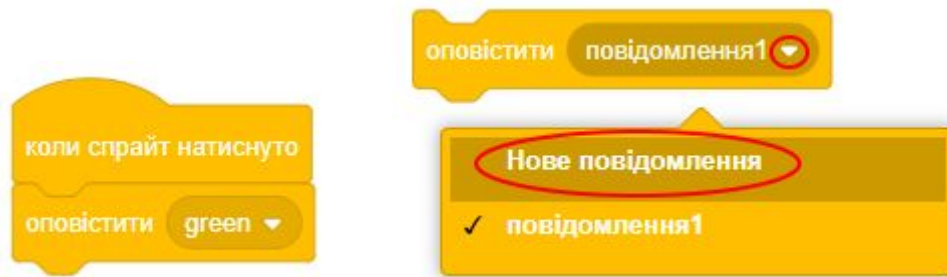 коли спрайт натиснуто
оповістити green
оповістити повідомлення1
Нове повідомлення
✓ повідомлення1